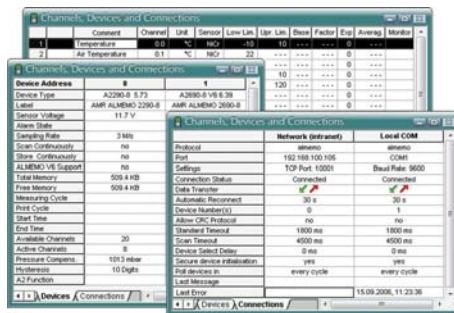 Channels, Devices and Connections
Comment Channel Unit Sensor Low Lim. Upr. Lim. Base Factor Exp Averag. Monitor
1 Temperature 0.0 °C NiCr -10 10 --- --- 0 ---
2 Air Temperature 0.1 °C NiCr --- --- --- --- 0 ---
--- --- 0 ---
10 --- --- 0 ---
120 --- --- 0 ---
Channels, Devices and Connections
0 1
Device Address
Device Type A2290-8 5.73 A2690-8 V6 6.39
Label AMR ALMEMO 2290-8 AMR ALMEMO 2690-8
Sensor Voltage 11.7 V
Alarm State
Sampling Rate 3 M/s
Scan Continuously no
Store Continuously no
ALMEMO V6 Support no
Total Memory 509.4 KB
Free Memory 509.4 KB
Measuring Cycle
Print Cycle
Start Time
End Time
Available Channels 20
Active Channels 8
Pressure Compens. 1013 mbar
Hysteresis 10 Digits
A2 Function
Devices Connections
Channels, Devices and Connections
Network (intranet) Local COM
Protocol almemo almemo
Port 192.168.100.105 COM1
Settings TCP Port: 10001 Baud Rate: 9600
Connection Status Connected Connected
Data Transfer
Automatic Reconnect 30 s 30 s
Device Number(s) 0 1
Allow CRC Protocol no no
Standard Timeout 1800 ms 1800 ms
Scan Timeout 4500 ms 4500 ms
Device Select Delay 0 ms 0 ms
Secure device initialisation yes yes
Poll devices in every cycle every cycle
Last Message
Last Error 15.09.2006, 11:23:36
Devices Connections